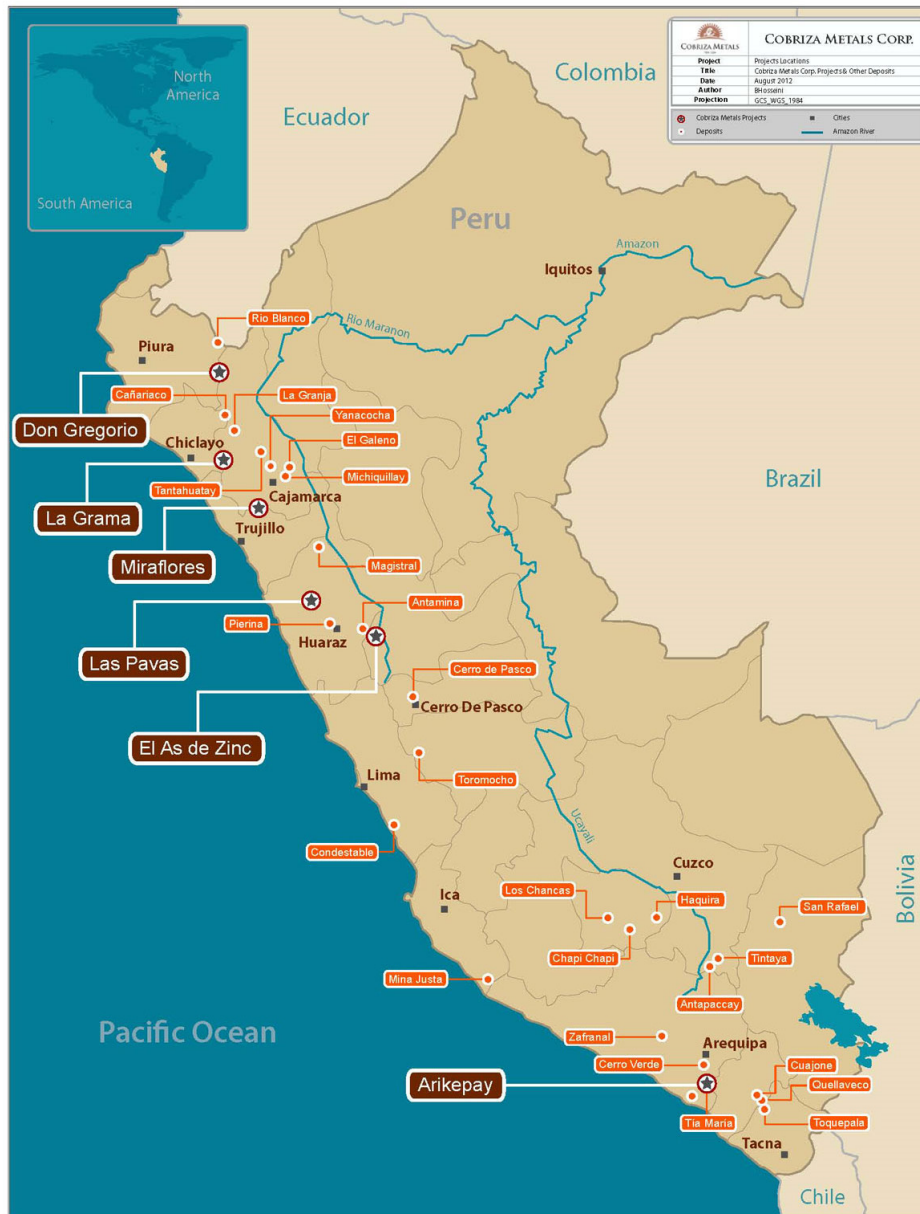 North
America
South America
COBRIZA METALS
COBRIZA METALS CORP.
Project Projects Locations
Title Cobriza Metals Corp. Projects & Other Deposits
Date August 2012
Author BHosseini
Projection GCS_WGS_1984
Cobriza Metals Projects
Cities
Deposits
Amazon River
Colombia
Ecuador
Peru
Amazon
Iquitos
Rio Blanco
Rio Maranon
Piura
Cañariaco
La Granja
Yanacocha
Don Gregorio
Chiclayo
El Galeno
Brazil
Tantahuatay
Michiquillay
Cajamarca
La Grama
Trujillo
Miraflores
Magistral
Antamina
Pierina
Huaraz
Las Pavas
Cerro de Pasco
Cerro De Pasco
El As de Zinc
Lima
Toromocho
Ucayali
Condestable
Cuzco
Bolivia
Los Chancas
Ica
Haquira
San Rafael
Chapi Chapi
Tintaya
Mina Justa
Antapaccay
Pacific Ocean
Zafranal
Arequipa
Cerro Verde
Cuajone
Arikepay
Quellaveco
Tia Maria
Toquepala
Tacna
Chile